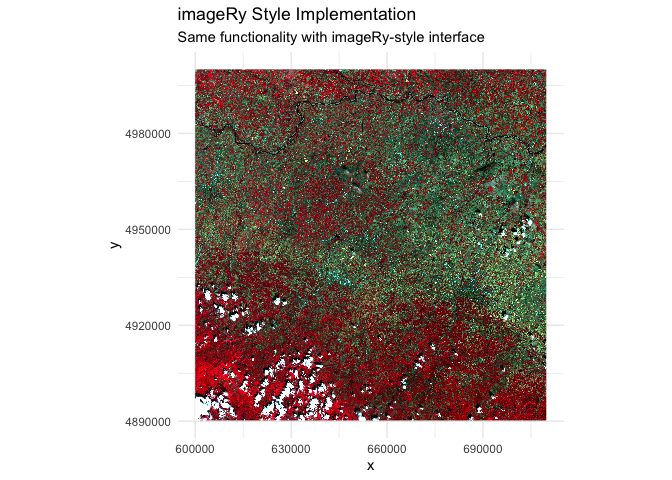 imageRy Style Implementation
Same functionality with imageRy-style interface
y
4980000
4950000
4920000
4890000
600000 630000 660000 690000
x